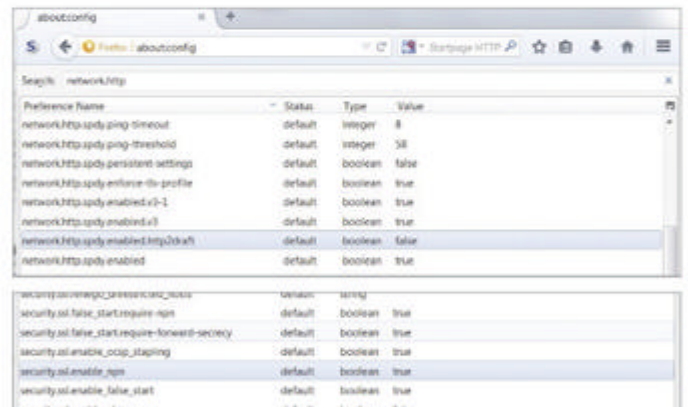 about:config
Firefox about:config
Startpage HTTP
Search: network.http
Preference Name Status Type Value
network.http.spdy.ping-timeout default integer 8
network.http.spdy.ping-threshold default integer 58
network.http.spdy.persistent-settings default boolean false
network.http.spdy.enforce-tls-profile default boolean true
network.http.spdy.enabled.v3-1 default boolean true
network.http.spdy.enabled.v3 default boolean true
network.http.spdy.enabled.http2draft default boolean false
network.http.spdy.enabled default boolean true
default string
security.ssl.false_start.require-npn default boolean true
security.ssl.false_start.require-forward-secrecy default boolean true
security.ssl.enable_ocsp_stapling default boolean true
security.ssl.enable_npn default boolean true
security.ssl.enable_false_start default boolean true